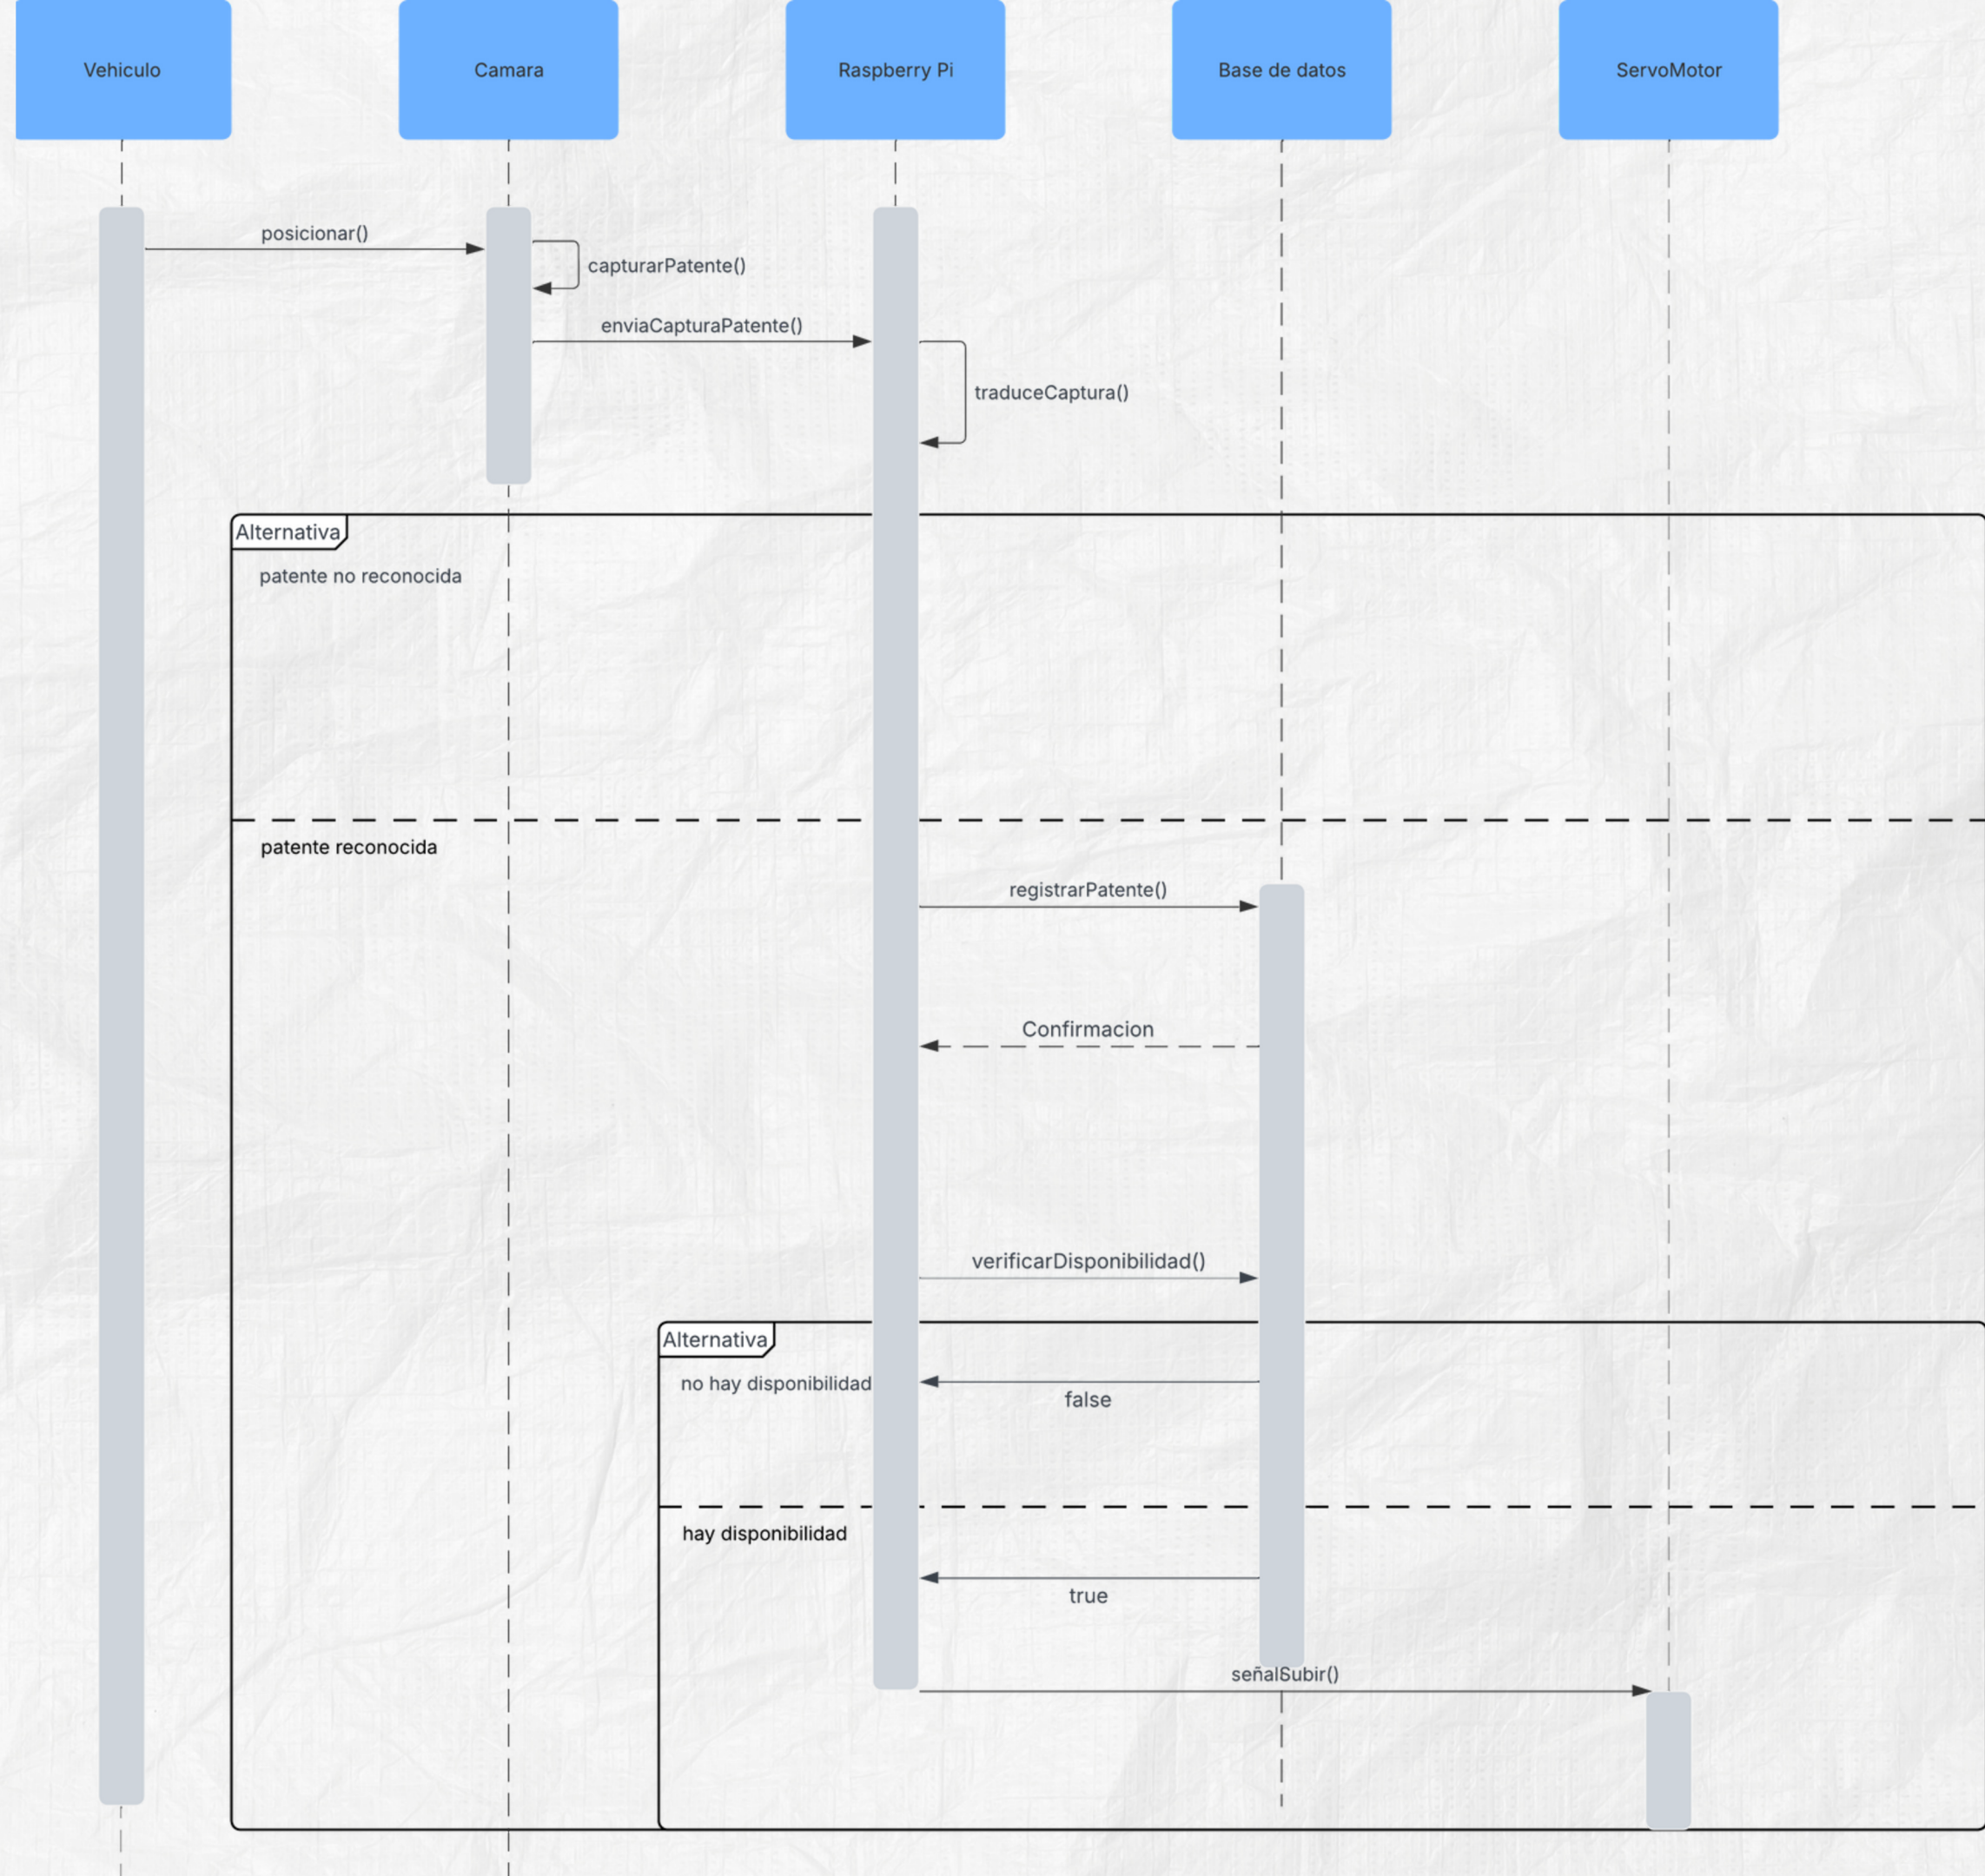 Vehiculo
Camara
Raspberry Pi
Base de datos
ServoMotor
posicionar()
capturarPatente()
enviaCapturaPatente()
traduceCaptura()
Alternativa
patente no reconocida
patente reconocida
registrarPatente()
Confirmacion
verificarDisponibilidad()
Alternativa
no hay disponibilidad
false
hay disponibilidad
true
señalSubir()